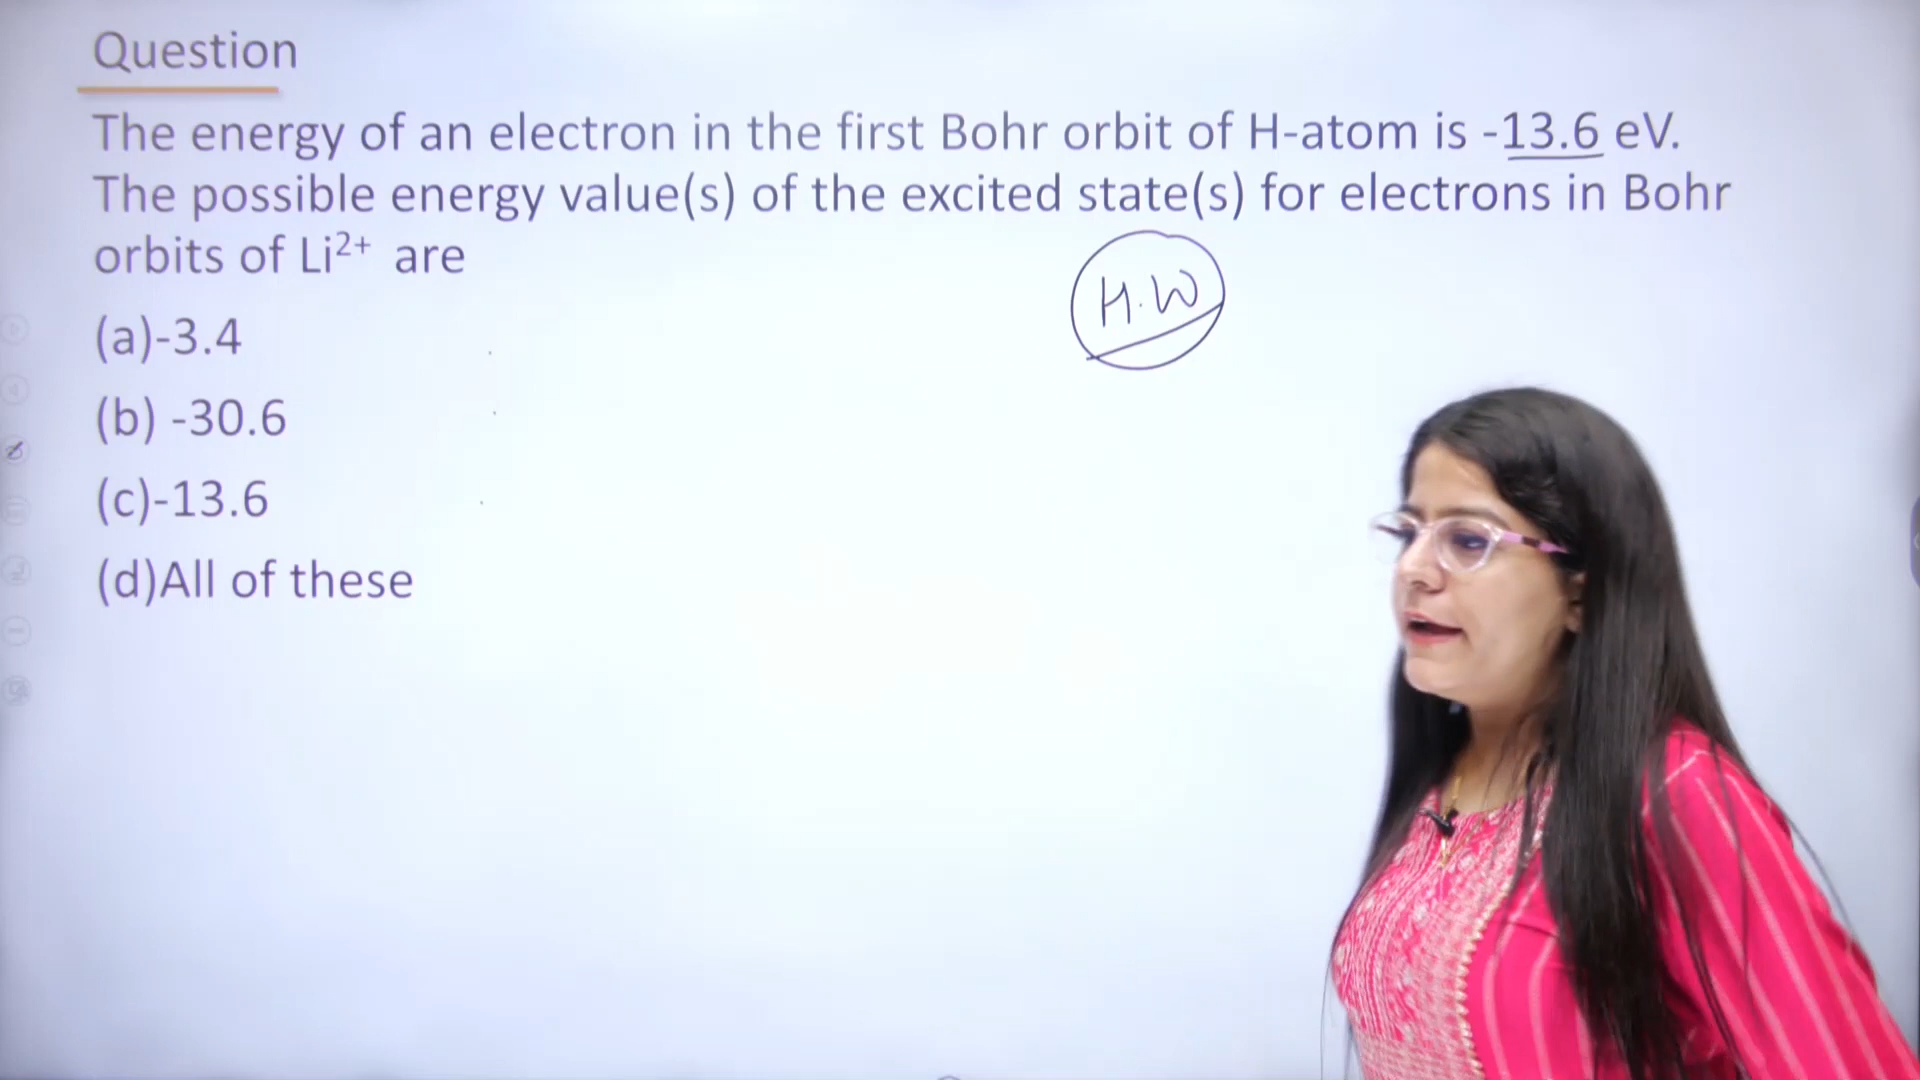 Question
The energy of an electron in the first Bohr orbit of H-atom is -13.6 eV.
The possible energy value(s) of the excited state(s) for electrons in Bohr
orbits of Li²⁺ are
H.W
(a)-3.4
(b) -30.6
(c)-13.6
(d)All of these